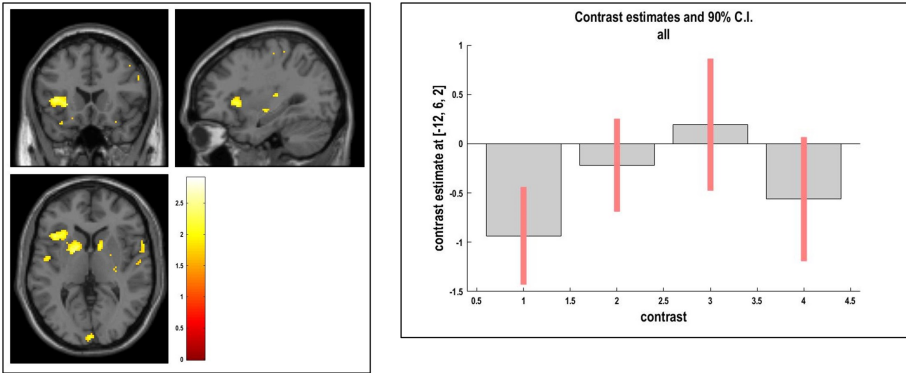 2.5
2
1.5
1
0.5
0
Contrast estimates and 90% C.I.
all
contrast estimate at [-12, 6, 2]
1
0.5
0
-0.5
-1
-1.5
0.5 1 1.5 2 2.5 3 3.5 4 4.5
contrast